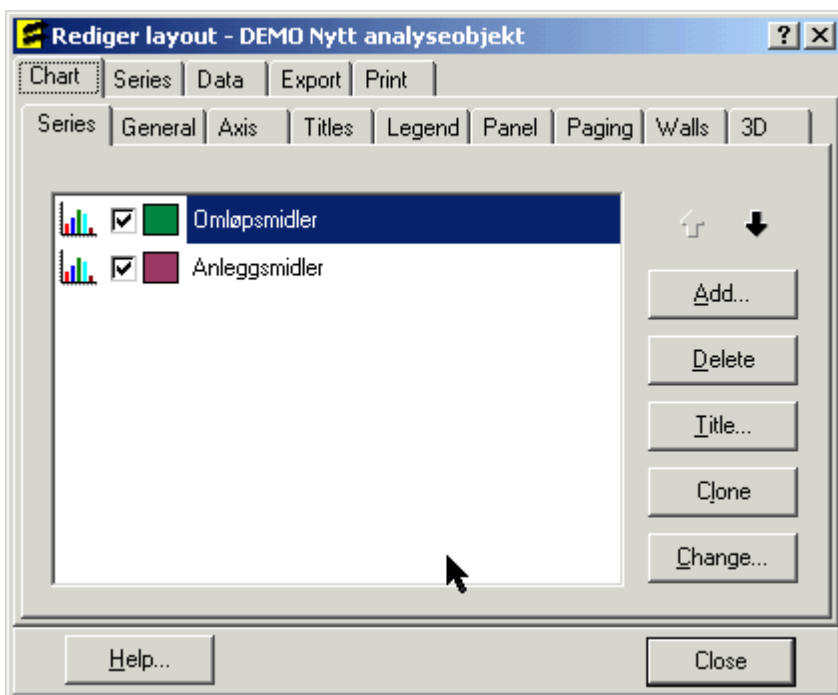 Rediger layout - DEMO Nytt analyseobjekt
Chart Series Data Export Print
Series General Axis Titles Legend Panel Paging Walls 3D
Omløpsmidler
Anleggsmidler
Add...
Delete
Title...
Clone
Change...
Help... Close